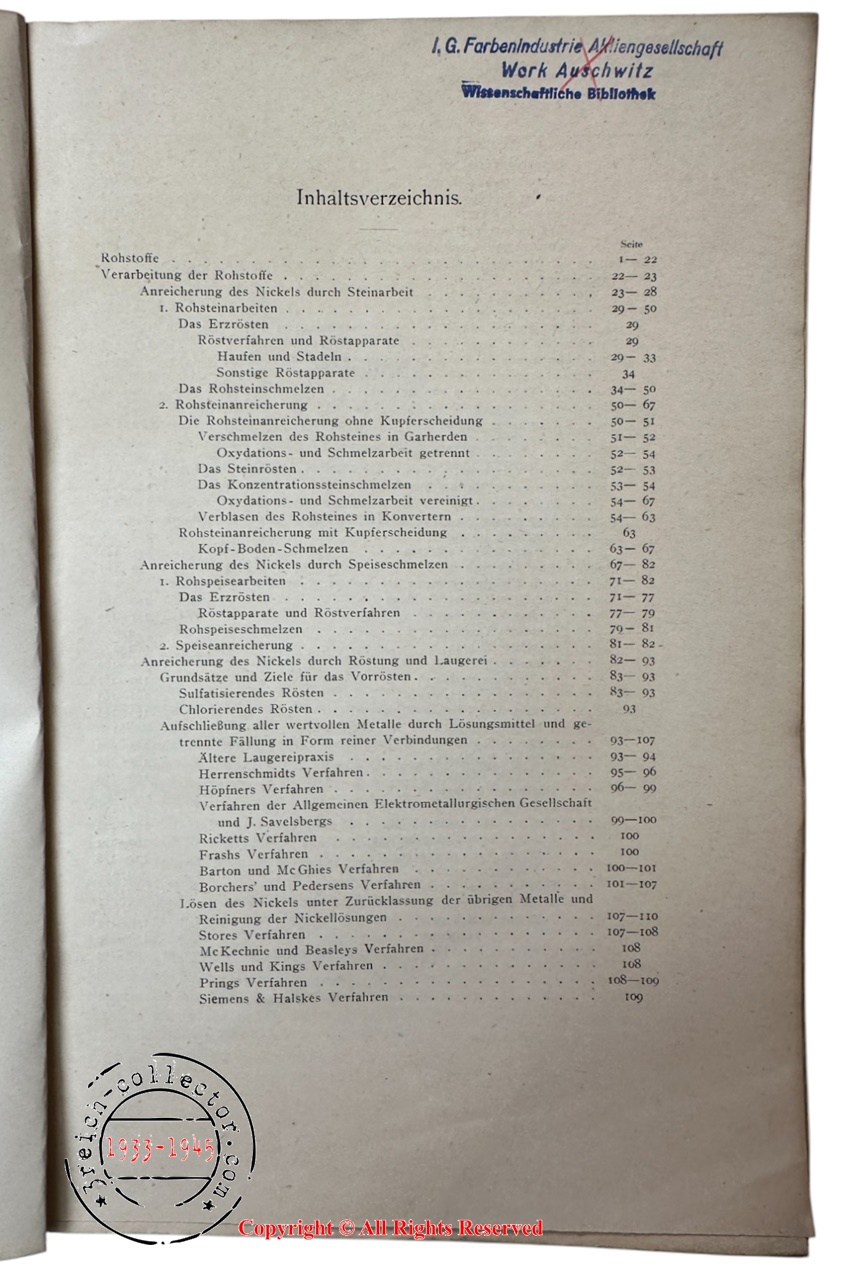 I. G. FarbenIndustrie Aktiengesellschaft
Werk Auschwitz
Wissenschaftliche Bibliothek
Inhaltsverzeichnis.
Seite
Rohstoffe . . . . 1— 22
Verarbeitung der Rohstoffe . . . . 22— 23
Anreicherung des Nickels durch Steinarbeit . . . . 23— 28
1. Rohsteinarbeiten . . . . 29— 50
Das Erzrösten . . . . 29
Röstverfahren und Röstapparate . . . . 29
Haufen und Stadeln . . . . 29— 33
Sonstige Röstapparate . . . . 34
Das Rohsteinschmelzen . . . . 34— 50
2. Rohsteinanreicherung . . . . 50— 67
Die Rohsteinanreicherung ohne Kupferscheidung . . . . 50— 51
Verschmelzen des Rohsteines in Garherden . . . . 51— 52
Oxydations- und Schmelzarbeit getrennt . . . . 52— 54
Das Steinrösten . . . . 52— 53
Das Konzentrationssteinschmelzen . . . . 53— 54
Oxydations- und Schmelzarbeit vereinigt . . . . 54— 67
Verblasen des Rohsteines in Konvertern . . . . 54— 63
Rohsteinanreicherung mit Kupferscheidung . . . . 63
Kopf-Boden-Schmelzen . . . . 63— 67
Anreicherung des Nickels durch Speiseschmelzen . . . . 67— 82
1. Rohspeisearbeiten . . . . 71— 82
Das Erzrösten . . . . 71— 77
Röstapparate und Röstverfahren . . . . 77— 79
Rohspeiseschmelzen . . . . 79— 81
2. Speiseanreicherung . . . . 81— 82
Anreicherung des Nickels durch Röstung und Laugerei . . . . 82— 93
Grundsätze und Ziele für das Vorrösten . . . . 83— 93
Sulfatisierendes Rösten . . . . 83— 93
Chlorierendes Rösten . . . . 93
Aufschließung aller wertvollen Metalle durch Lösungsmittel und ge-
trennte Fällung in Form reiner Verbindungen . . . . 93—107
Ältere Laugereipraxis . . . . 93— 94
Herrenschmidts Verfahren . . . . 95— 96
Höpfners Verfahren . . . . 96— 99
Verfahren der Allgemeinen Elektrometallurgischen Gesellschaft
und J. Savelsbergs . . . . 99—100
Ricketts Verfahren . . . . 100
Frashs Verfahren . . . . 100
Barton und McGhies Verfahren . . . . 100—101
Borchers' und Pedersens Verfahren . . . . 101—107
Lösen des Nickels unter Zurücklassung der übrigen Metalle und
Reinigung der Nickellösungen . . . . 107—110
Stores Verfahren . . . . 107—108
McKechnie und Beasleys Verfahren . . . . 108
Wells und Kings Verfahren . . . . 108
Prings Verfahren . . . . 108—109
Siemens & Halskes Verfahren . . . . 109
3reich-collector.com
1933-1945
Copyright © All Rights Reserved